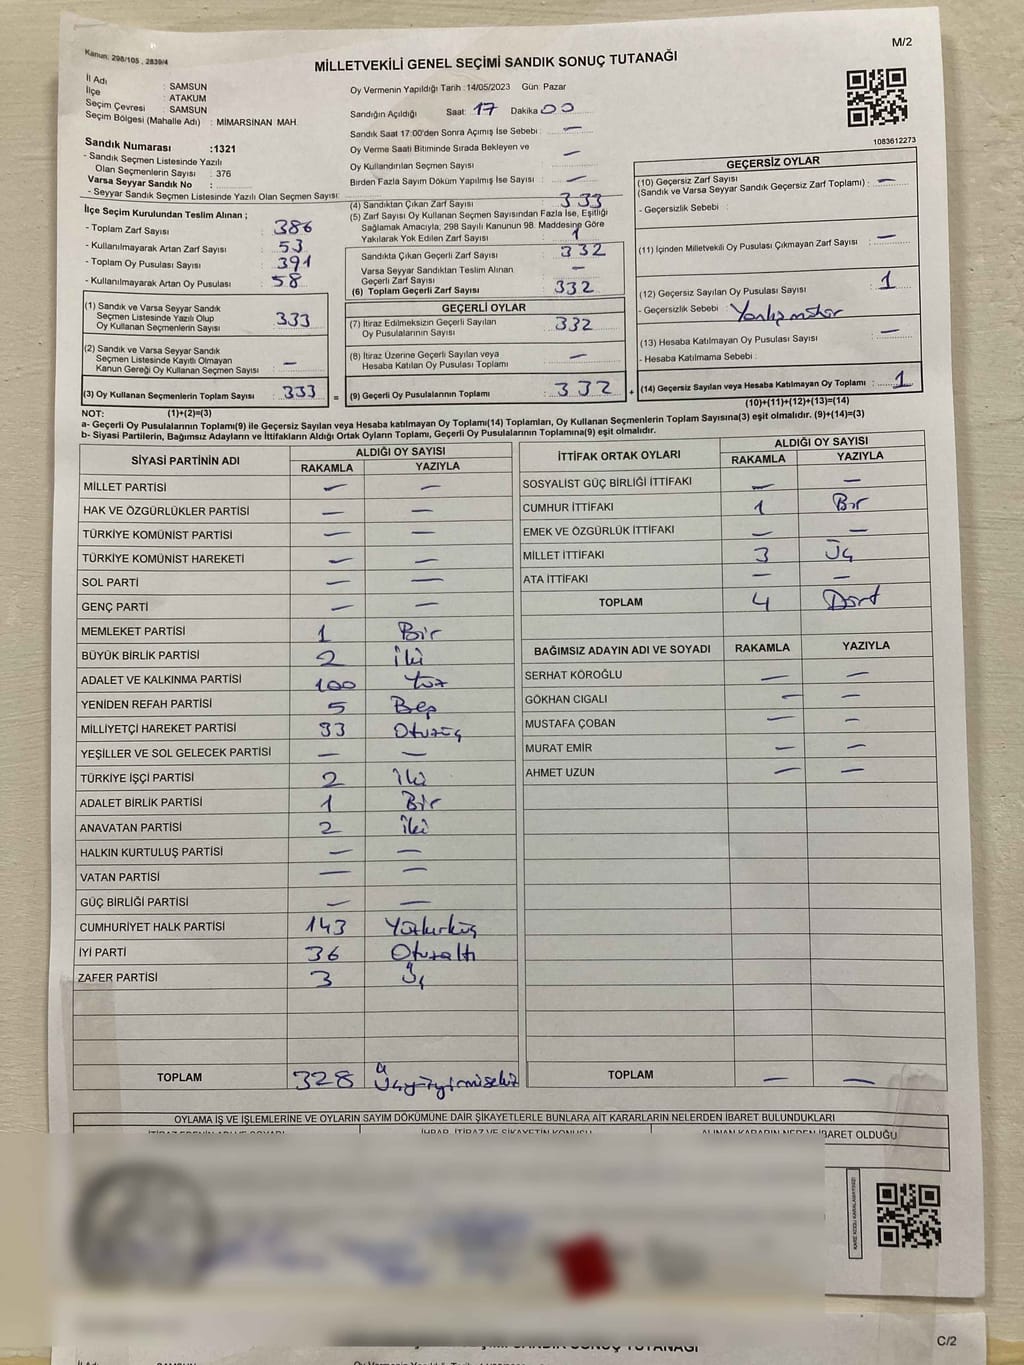 M/2
Kanun: 298/105 , 2839/4
MİLLETVEKİLİ GENEL SEÇİMİ SANDIK SONUÇ TUTANAĞI
İl Adı : SAMSUN
İlçe : ATAKUM
Seçim Çevresi : SAMSUN
Seçim Bölgesi (Mahalle Adı) : MİMARSİNAN MAH.
Sandık Numarası :1321
- Sandık Seçmen Listesinde Yazılı
Olan Seçmenlerin Sayısı : 376
Varsa Seyyar Sandık No :
- Seyyar Sandık Seçmen Listesinde Yazılı Olan Seçmen Sayısı:
İlçe Seçim Kurulundan Teslim Alınan ;
- Toplam Zarf Sayısı : 386
- Kullanılmayarak Artan Zarf Sayısı : 53
- Toplam Oy Pusulası Sayısı : 391
- Kullanılmayarak Artan Oy Pusulası : 58
(1) Sandık ve Varsa Seyyar Sandık
Seçmen Listesinde Yazılı Olup
Oy Kullanan Seçmenlerin Sayısı : 333
(2) Sandık ve Varsa Seyyar Sandık
Seçmen Listesinde Kayıtlı Olmayan
Kanun Gereği Oy Kullanan Seçmen Sayısı : —
(3) Oy Kullanan Seçmenlerin Toplam Sayısı : 333 =
Oy Vermenin Yapıldığı Tarih :14/05/2023 Gün: Pazar
Sandığın Açıldığı Saat: 17 Dakika 00
Sandık Saat 17:00'den Sonra Açımış İse Sebebi : —
Oy Verme Saati Bitiminde Sırada Bekleyen ve
Oy Kullandırılan Seçmen Sayısı : —
Birden Fazla Sayım Döküm Yapılmış İse Sayısı : —
(4) Sandıktan Çıkan Zarf Sayısı : 333
(5) Zarf Sayısı Oy Kullanan Seçmen Sayısından Fazla İse, Eşitliği
Sağlamak Amacıyla, 298 Sayılı Kanunun 98. Maddesine Göre
Yakılarak Yok Edilen Zarf Sayısı : 1
Sandıkta Çıkan Geçerli Zarf Sayısı : 332
Varsa Seyyar Sandıktan Teslim Alınan
Geçerli Zarf Sayısı : —
(6) Toplam Geçerli Zarf Sayısı : 332
GEÇERLİ OYLAR
(7) İtiraz Edilmeksizin Geçerli Sayılan
Oy Pusulalarının Sayısı : 332
(8) İtiraz Üzerine Geçerli Sayılan veya
Hesaba Katılan Oy Pusulası Toplamı : —
(9) Geçerli Oy Pusulalarının Toplamı : 332 +
1083612273
GEÇERSİZ OYLAR
(10) Geçersiz Zarf Sayısı : —
(Sandık ve Varsa Seyyar Sandık Geçersiz Zarf Toplamı)
- Geçersizlik Sebebi :
(11) İçinden Milletvekili Oy Pusulası Çıkmayan Zarf Sayısı : —
(12) Geçersiz Sayılan Oy Pusulası Sayısı : 1
- Geçersizlik Sebebi :
(13) Hesaba Katılmayan Oy Pusulası Sayısı : —
- Hesaba Katılmama Sebebi :
(14) Geçersiz Sayılan veya Hesaba Katılmayan Oy Toplamı : 1
(10)+(11)+(12)+(13)=(14)
NOT: (1)+(2)=(3)
a- Geçerli Oy Pusulasının Toplamı(9) ile Geçersiz Sayılan veya Hesaba katılmayan Oy Toplamı(14) Toplamları, Oy Kullanan Seçmenlerin Toplam Sayısına(3) eşit olmalıdır. (9)+(14)=(3)
b- Siyasi Partilerin, Bağımsız Adayların ve İttifakların Aldığı Ortak Oyların Toplamı, Geçerli Oy Pusulalarının Toplamına(9) eşit olmalıdır.
SİYASİ PARTİNİN ADI ALDIĞI OY SAYISI
RAKAMLA YAZIYLA
MİLLET PARTİSİ — —
HAK VE ÖZGÜRLÜKLER PARTİSİ — —
TÜRKİYE KOMÜNİST PARTİSİ — —
TÜRKİYE KOMÜNİST HAREKETİ — —
SOL PARTİ — —
GENÇ PARTİ — —
MEMLEKET PARTİSİ 1 Bir
BÜYÜK BİRLİK PARTİSİ 2 İki
ADALET VE KALKINMA PARTİSİ 100 Yüz
YENİDEN REFAH PARTİSİ 5 Beş
MİLLİYETÇİ HAREKET PARTİSİ 33 Otuzüç
YEŞİLLER VE SOL GELECEK PARTİSİ — —
TÜRKİYE İŞÇİ PARTİSİ 2 İki
ADALET BİRLİK PARTİSİ 1 Bir
ANAVATAN PARTİSİ 2 İki
HALKIN KURTULUŞ PARTİSİ — —
VATAN PARTİSİ — —
GÜÇ BİRLİĞİ PARTİSİ — —
CUMHURİYET HALK PARTİSİ 143 Yüzkırküç
İYİ PARTİ 36 Otuzaltı
ZAFER PARTİSİ 3 Üç
TOPLAM 328 Üçyüzyirmisekiz
İTTİFAK ORTAK OYLARI ALDIĞI OY SAYISI
RAKAMLA YAZIYLA
SOSYALİST GÜÇ BİRLİĞİ İTTİFAKI — —
CUMHUR İTTİFAKI 1 Bir
EMEK VE ÖZGÜRLÜK İTTİFAKI — —
MİLLET İTTİFAKI 3 Üç
ATA İTTİFAKI — —
TOPLAM 4 Dört
BAĞIMSIZ ADAYIN ADI VE SOYADI RAKAMLA YAZIYLA
SERHAT KÖROĞLU — —
GÖKHAN CIGALI — —
MUSTAFA ÇOBAN — —
MURAT EMİR — —
AHMET UZUN — —
TOPLAM — —
OYLAMA İŞ VE İŞLEMLERİNE VE OYLARIN SAYIM DÖKÜMUNE DAİR ŞİKAYETLERLE BUNLARA AİT KARARLARIN NELERDEN İBARET BULUNDUKLARI
ALINAN KARARIN NEDEN İBARET OLDUĞU
C/2